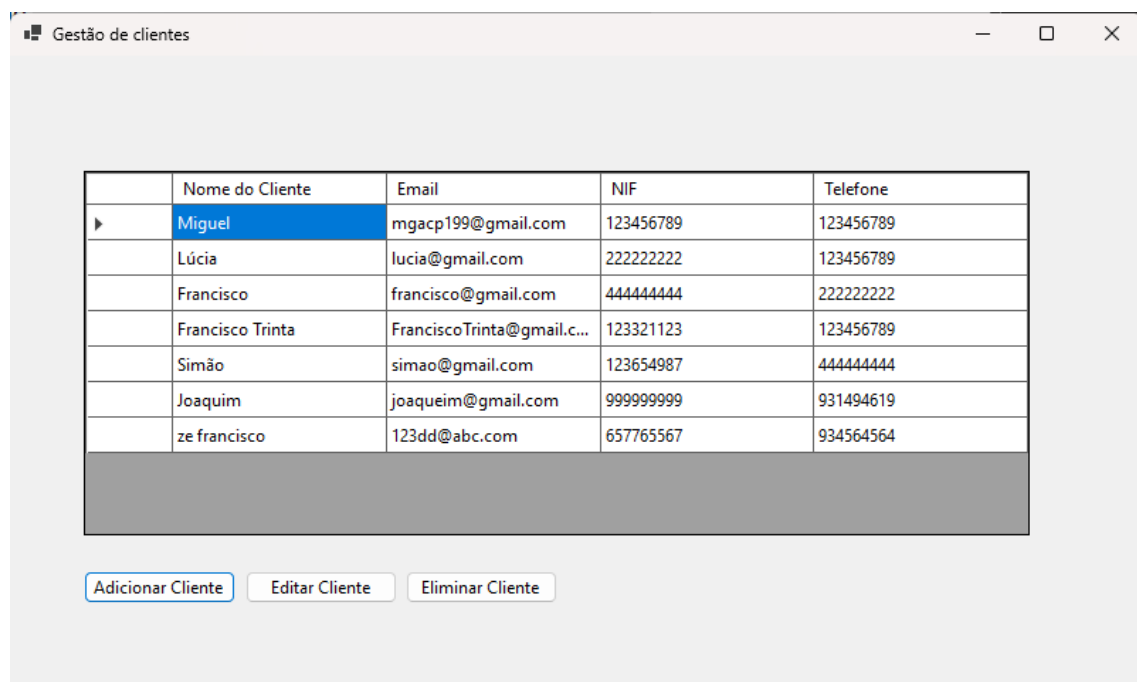 Gestão de clientes
Nome do Cliente Email NIF Telefone
Miguel mgacp199@gmail.com 123456789 123456789
Lúcia lucia@gmail.com 222222222 123456789
Francisco francisco@gmail.com 444444444 222222222
Francisco Trinta FranciscoTrinta@gmail.c... 123321123 123456789
Simão simao@gmail.com 123654987 444444444
Joaquim joaqueim@gmail.com 999999999 931494619
ze francisco 123dd@abc.com 657765567 934564564
Adicionar Cliente Editar Cliente Eliminar Cliente